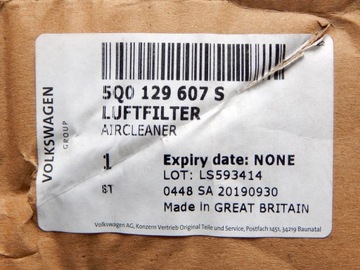 VOLKSWAGEN
GROUP
5Q0 129 607 S
LUFTFILTER
AIRCLEANER
1
ST
Expiry date: NONE
LOT: LS593414
0448 SA 20190930
Made in GREAT BRITAIN
Volkswagen AG, Konzern Vertrieb Original Teile und Service, Postfach 1451, 34219 Baunatal